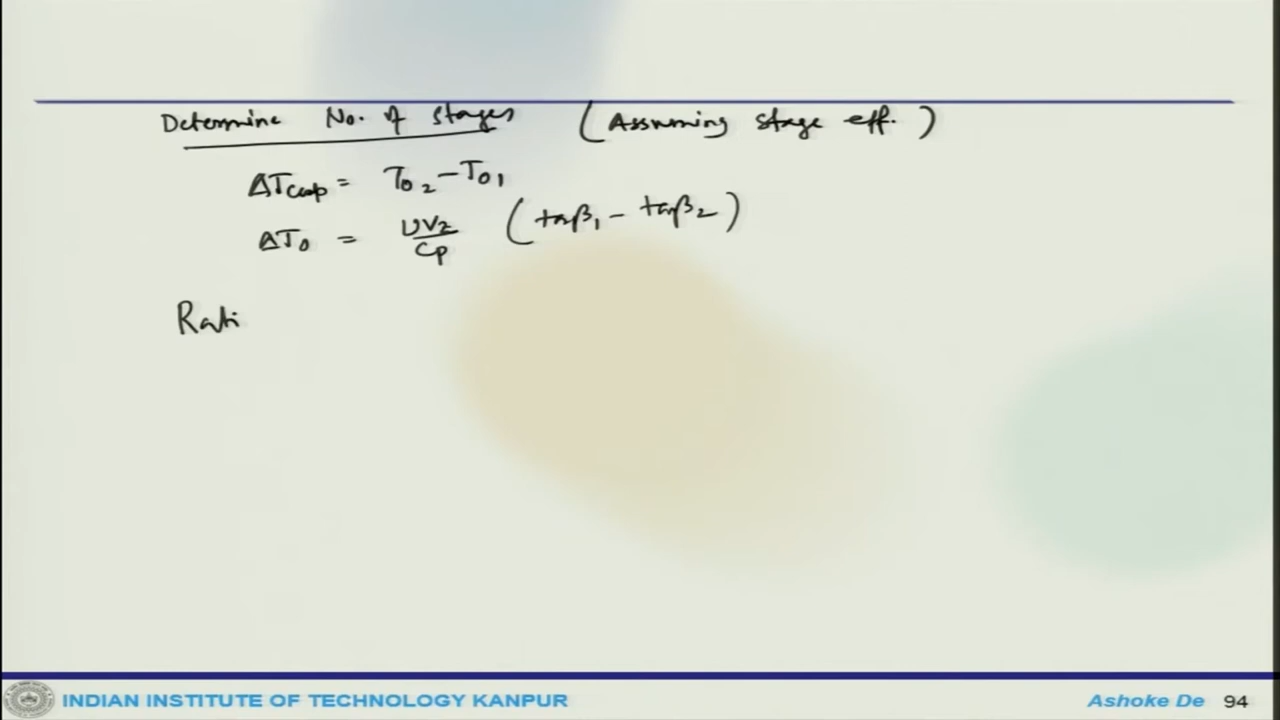 Determine No. of Stages (Assuming stage eff.)
ΔTcomp = T02 - T01
ΔT0 = UVz/Cp (tanβ1 - tanβ2)
Rati
INDIAN INSTITUTE OF TECHNOLOGY KANPUR Ashoke De 94